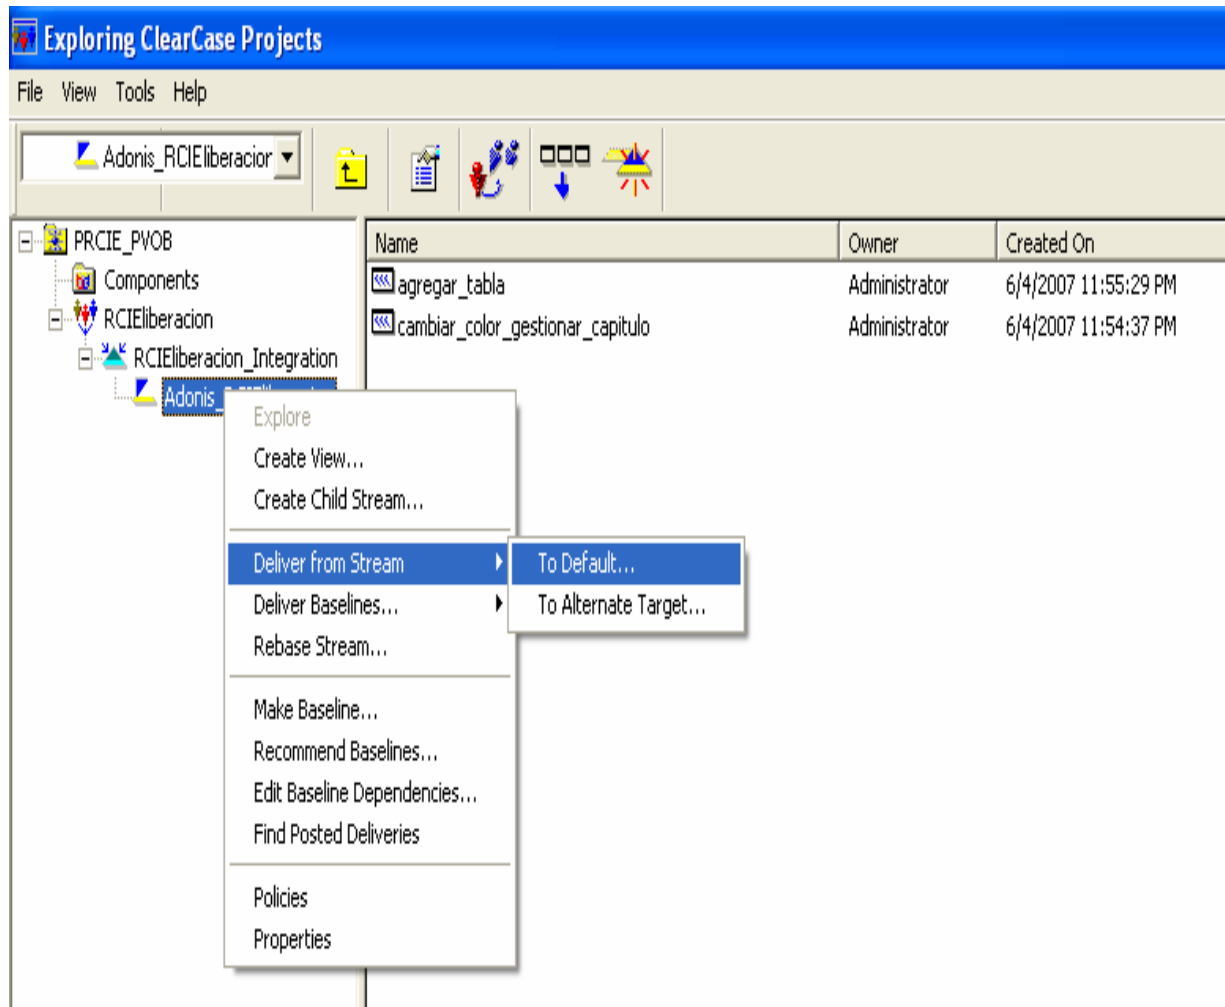 Exploring ClearCase Projects
File View Tools Help
Adonis_RCIEliberacion
PRCIE_PVOB
Components
RCIEliberacion
RCIEliberacion_Integration
Adonis_
Name Owner Created On
agregar_tabla Administrator 6/4/2007 11:55:29 PM
cambiar_color_gestionar_capitulo Administrator 6/4/2007 11:54:37 PM
Explore
Create View...
Create Child Stream...
Deliver from Stream
To Default...
Deliver Baselines...
To Alternate Target...
Rebase Stream...
Make Baseline...
Recommend Baselines...
Edit Baseline Dependencies...
Find Posted Deliveries
Policies
Properties